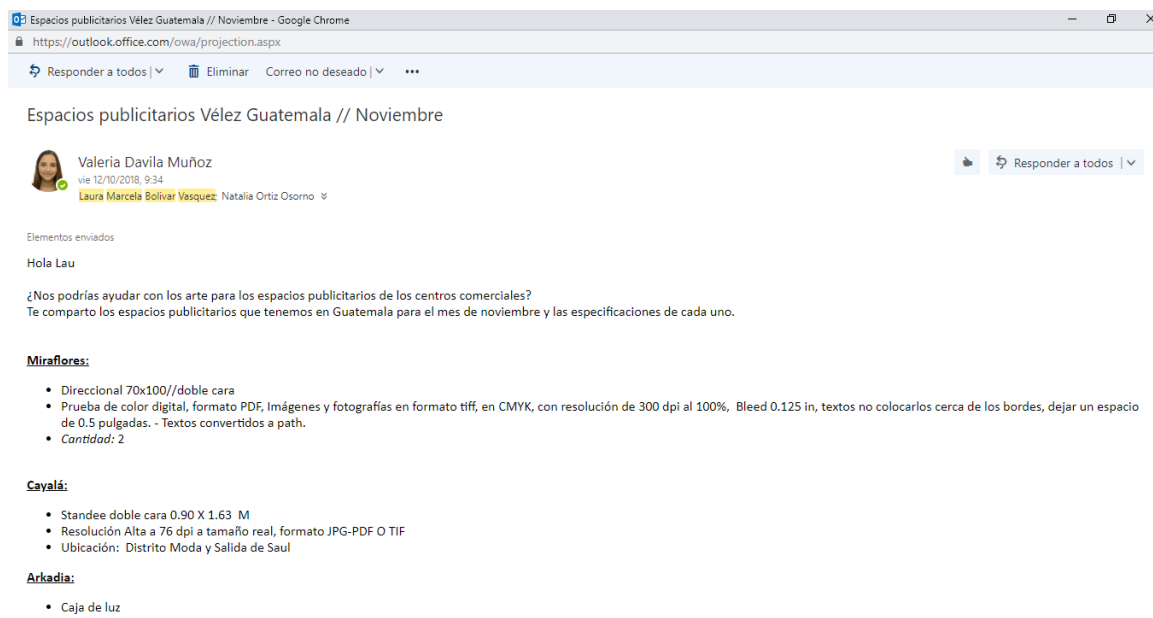 Espacios publicitarios Vélez Guatemala // Noviembre - Google Chrome
https://outlook.office.com/owa/projection.aspx
Responder a todos | Eliminar Correo no deseado | ...
Espacios publicitarios Vélez Guatemala // Noviembre
Valeria Davila Muñoz
Responder a todos |
vie 12/10/2018, 9:34
Laura Marcela Bolivar Vasquez; Natalia Ortiz Osorno
Elementos enviados
Hola Lau
¿Nos podrías ayudar con los arte para los espacios publicitarios de los centros comerciales?
Te comparto los espacios publicitarios que tenemos en Guatemala para el mes de noviembre y las especificaciones de cada uno.
Miraflores:
• Direccional 70x100//doble cara
• Prueba de color digital, formato PDF, Imágenes y fotografías en formato tiff, en CMYK, con resolución de 300 dpi al 100%, Bleed 0.125 in, textos no colocarlos cerca de los bordes, dejar un espacio
de 0.5 pulgadas. - Textos convertidos a path.
• Cantidad: 2
Cayalá:
• Standee doble cara 0.90 X 1.63 M
• Resolución Alta a 76 dpi a tamaño real, formato JPG-PDF O TIF
• Ubicación: Distrito Moda y Salida de Saul
Arkadia:
• Caja de luz